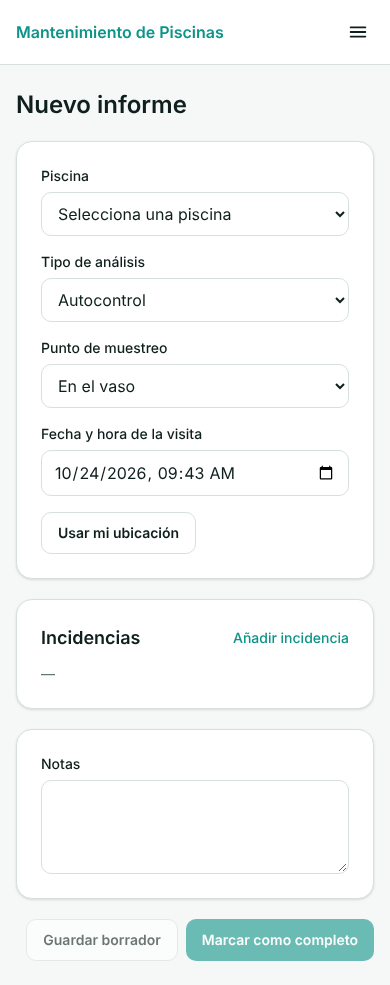 Mantenimiento de Piscinas
Nuevo informe
Piscina
Selecciona una piscina
Tipo de análisis
Autocontrol
Punto de muestreo
En el vaso
Fecha y hora de la visita
10/24/2026, 09:43 AM
Usar mi ubicación
Incidencias
Añadir incidencia
—
Notas
Guardar borrador
Marcar como completo